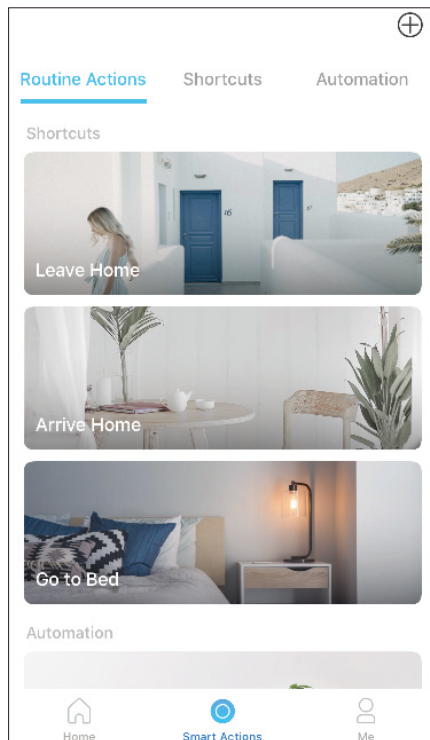 Routine Actions Shortcuts Automation
Shortcuts
16
Leave Home
Arrive Home
Go to Bed
Automation
Home Smart Actions Me